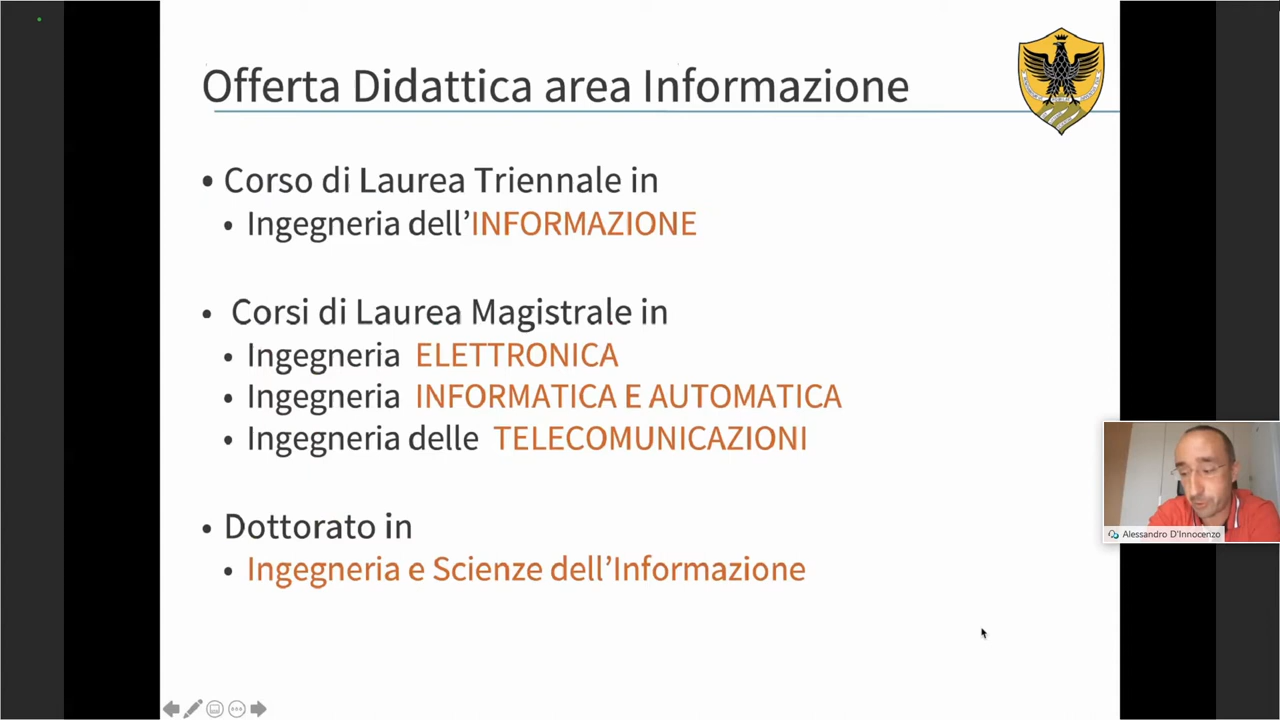 Offerta Didattica area Informazione
• Corso di Laurea Triennale in
• Ingegneria dell’INFORMAZIONE
• Corsi di Laurea Magistrale in
• Ingegneria ELETTRONICA
• Ingegneria INFORMATICA E AUTOMATICA
• Ingegneria delle TELECOMUNICAZIONI
• Dottorato in
• Ingegneria e Scienze dell’Informazione
Alessandro D'Innocenzo